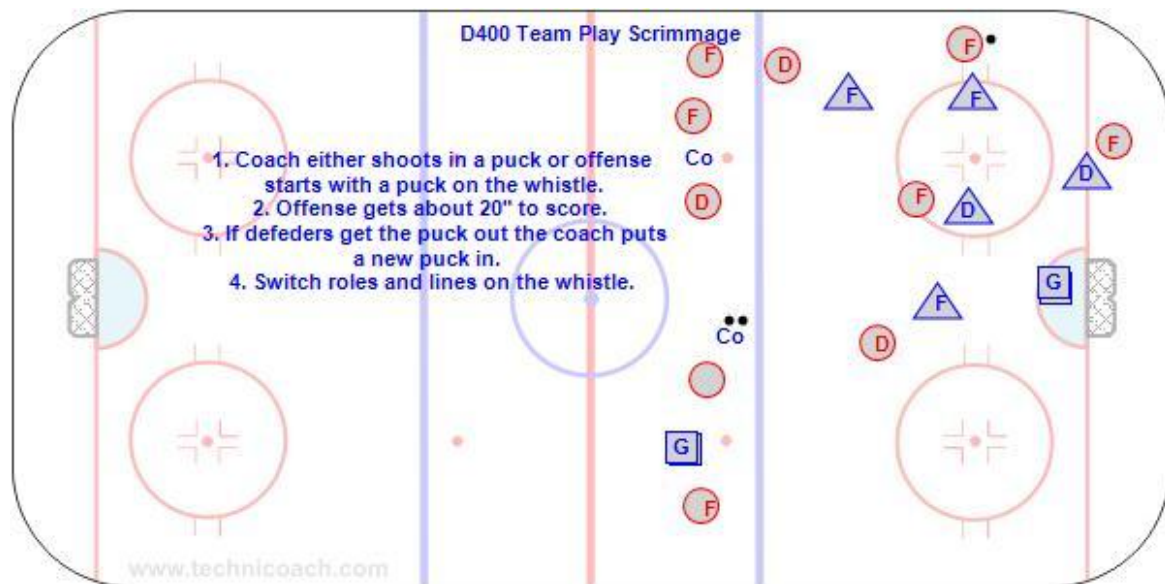 D400 Team Play Scrimmage
F
F
D
F
F
F
Co
F
D
D
F
D
1. Coach either shoots in a puck or offense
starts with a puck on the whistle.
2. Offense gets about 20" to score.
3. If defeders get the puck out the coach puts
a new puck in.
4. Switch roles and lines on the whistle.
G
F
Co
D
G
F
www.technicoach.com